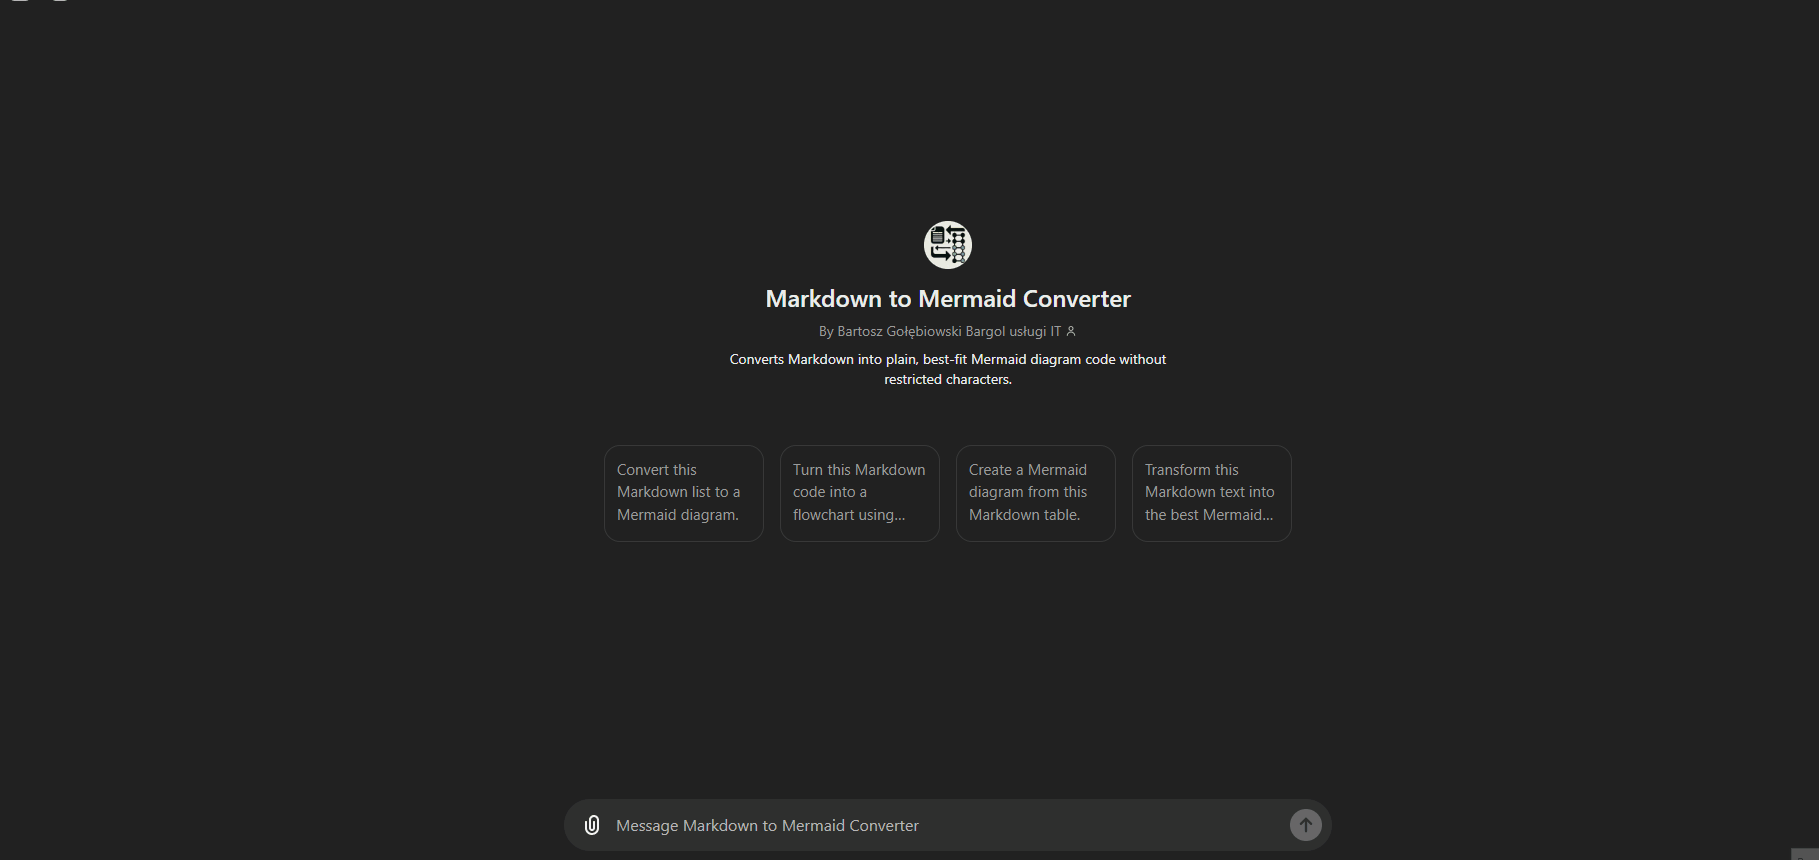 Markdown to Mermaid Converter
By Bartosz Gołębiowski Bargol usługi IT
Converts Markdown into plain, best-fit Mermaid diagram code without
restricted characters.
Convert this
Markdown list to a
Mermaid diagram.
Turn this Markdown
code into a
flowchart using...
Create a Mermaid
diagram from this
Markdown table.
Transform this
Markdown text into
the best Mermaid...
Message Markdown to Mermaid Converter